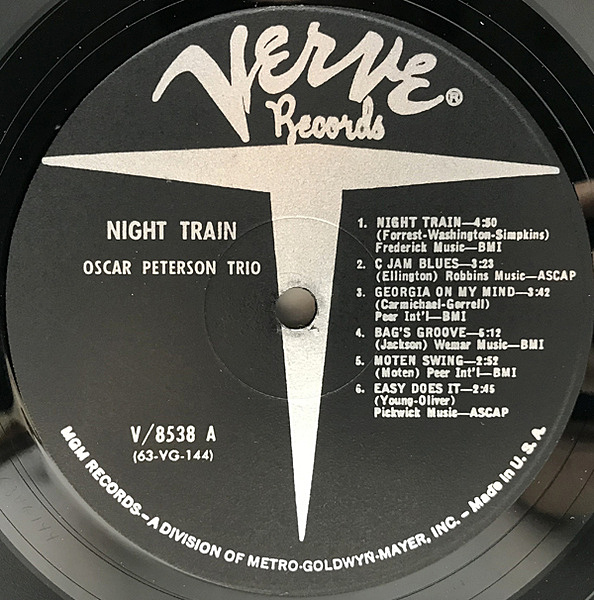 Verve®
Records
NIGHT TRAIN
OSCAR PETERSON TRIO
1. NIGHT TRAIN—4:50
(Forrest-Washington-Simpkins)
Frederick Music—BMI
2. C JAM BLUES—3:23
(Ellington) Robbins Music—ASCAP
3. GEORGIA ON MY MIND—3:42
(Carmichael-Gorrell)
Peer Int'l—BMI
4. BAG'S GROOVE—5:12
(Jackson) Wemar Music—BMI
5. MOTEN SWING—2:52
(Moten) Peer Int'l—BMI
6. EASY DOES IT—2:45
(Young-Oliver)
Pickwick Music—ASCAP
V/8538 A
(63-VG-144)
MGM RECORDS—A DIVISION OF METRO-GOLDWYN-MAYER, INC. – Made in U. S. A.